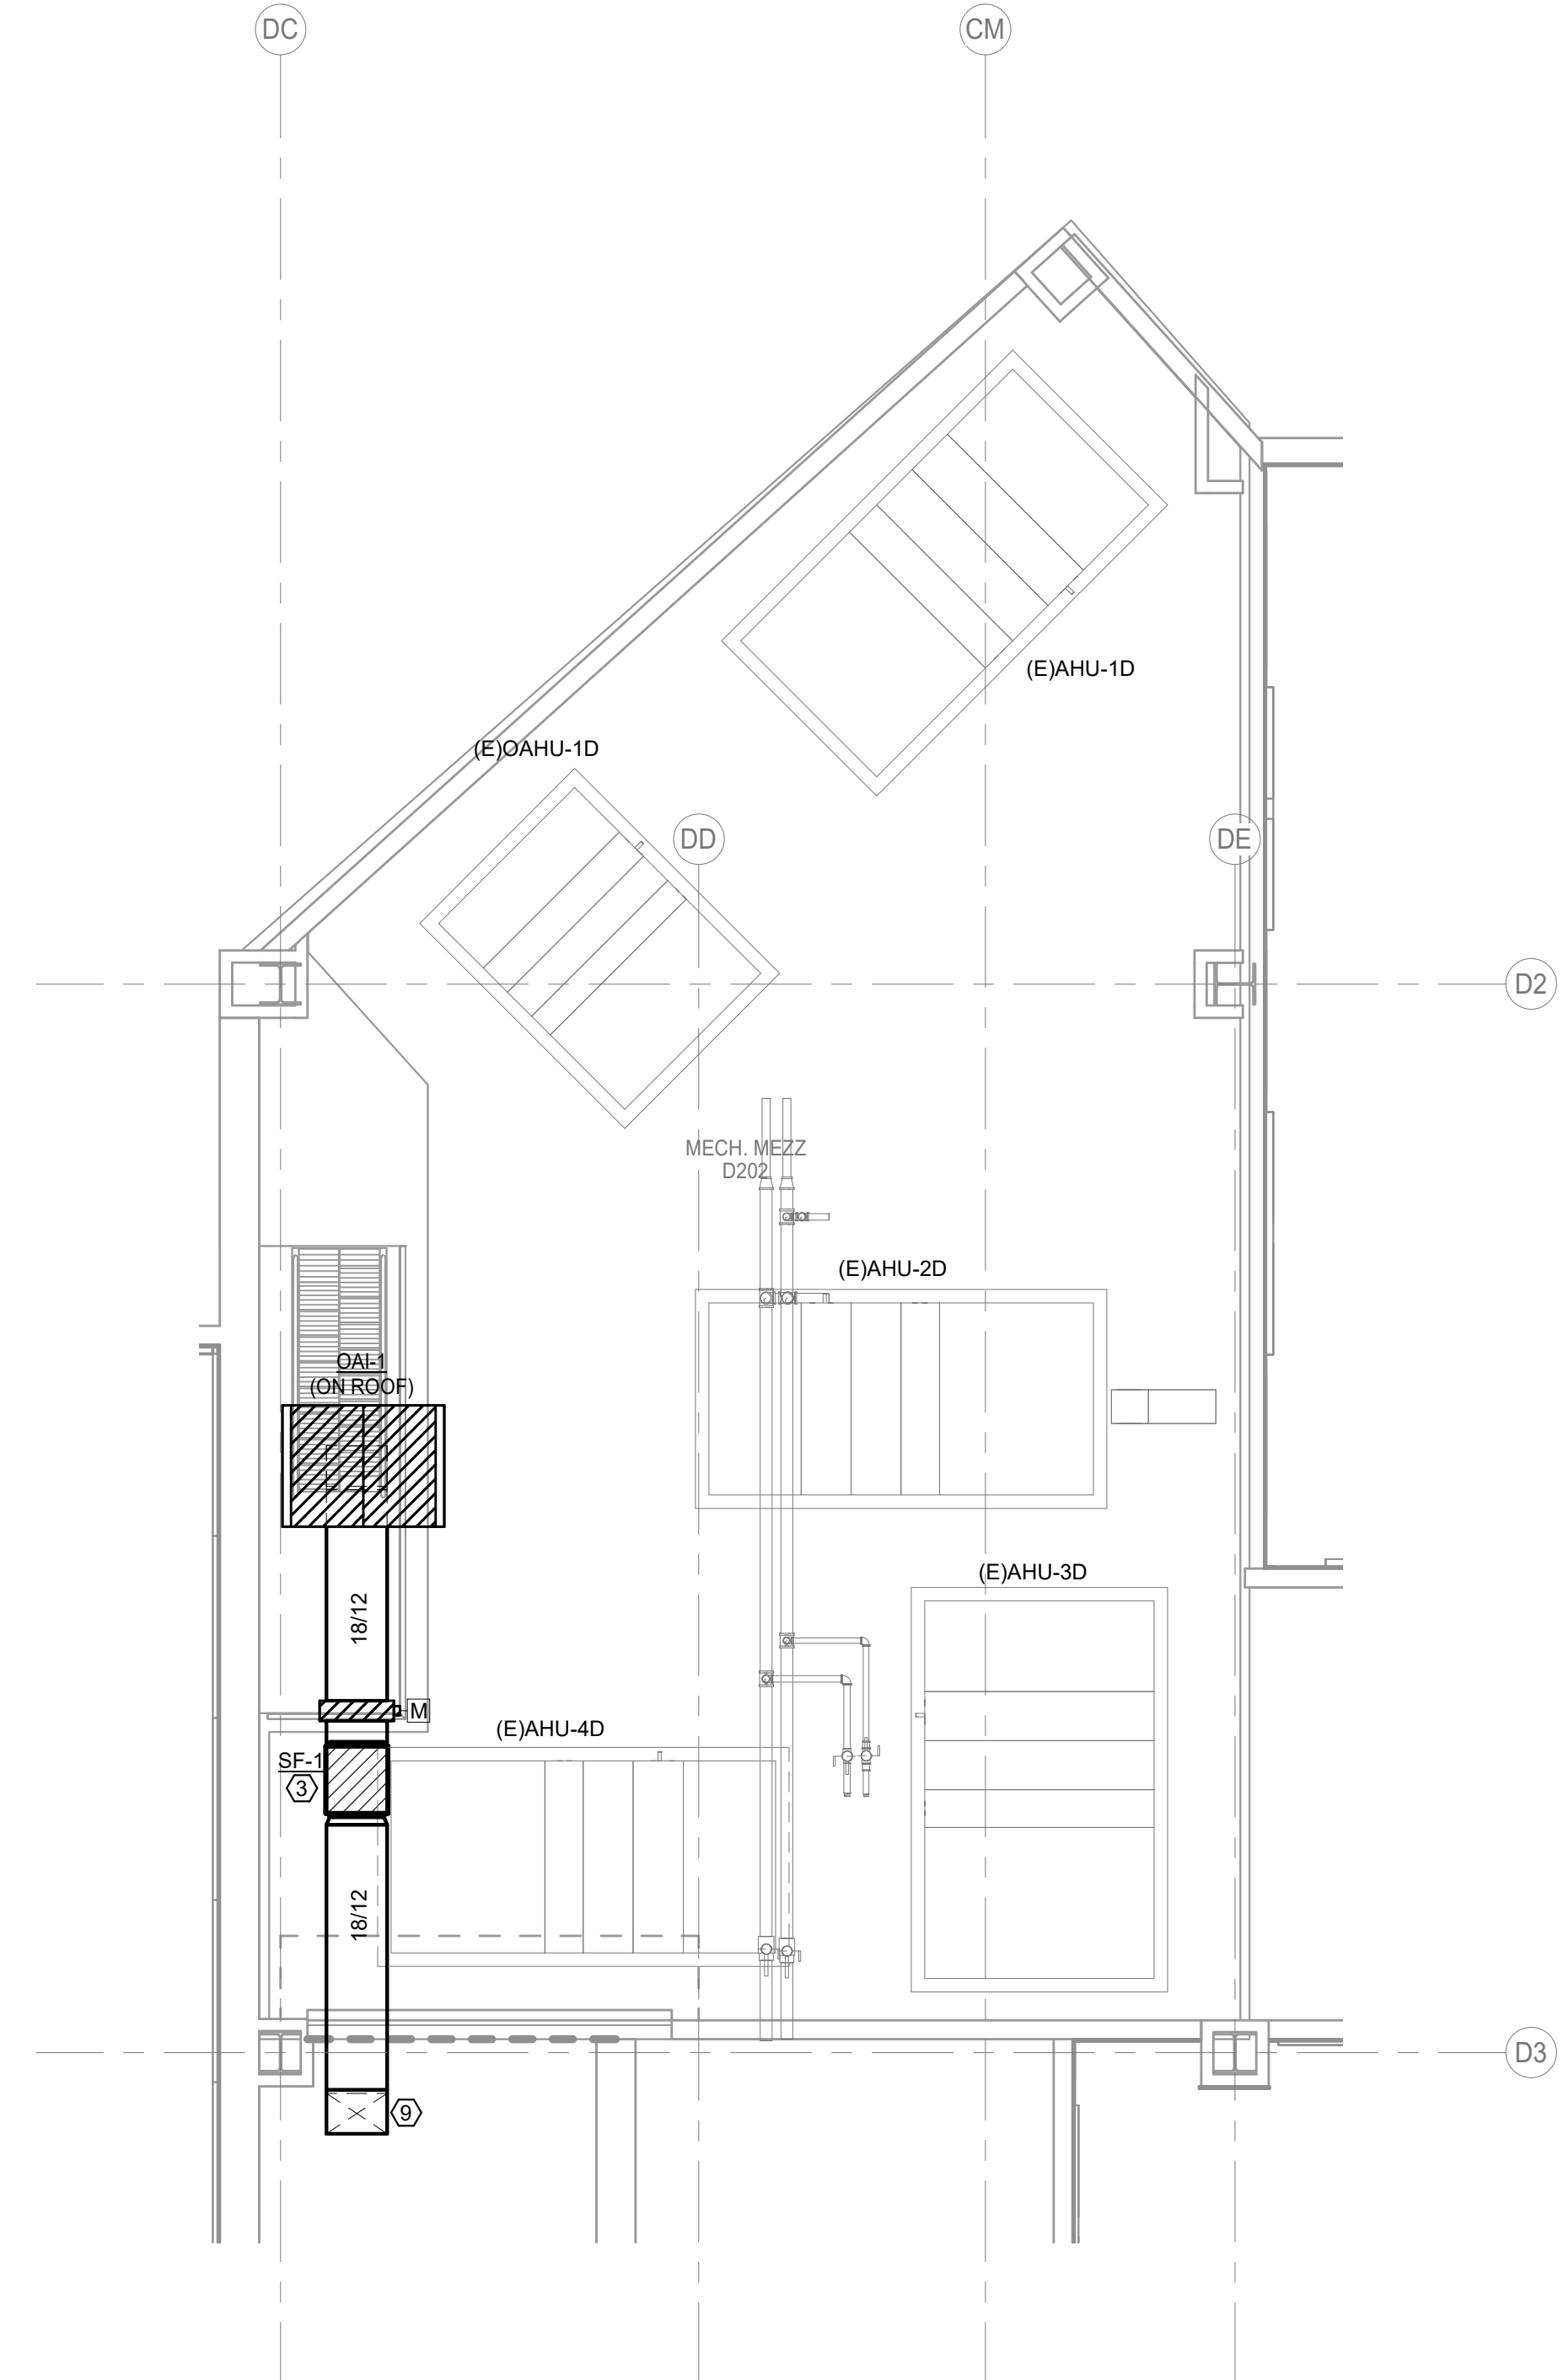 DC
CM
(E)AHU-1D
(E)OAHU-1D
DD
DE
D2
MECH. MEZZ
D202
(E)AHU-2D
OAI-1
(ON ROOF)
(E)AHU-3D
18/12
M
(E)AHU-4D
SF-1
3
18/12
D3
9